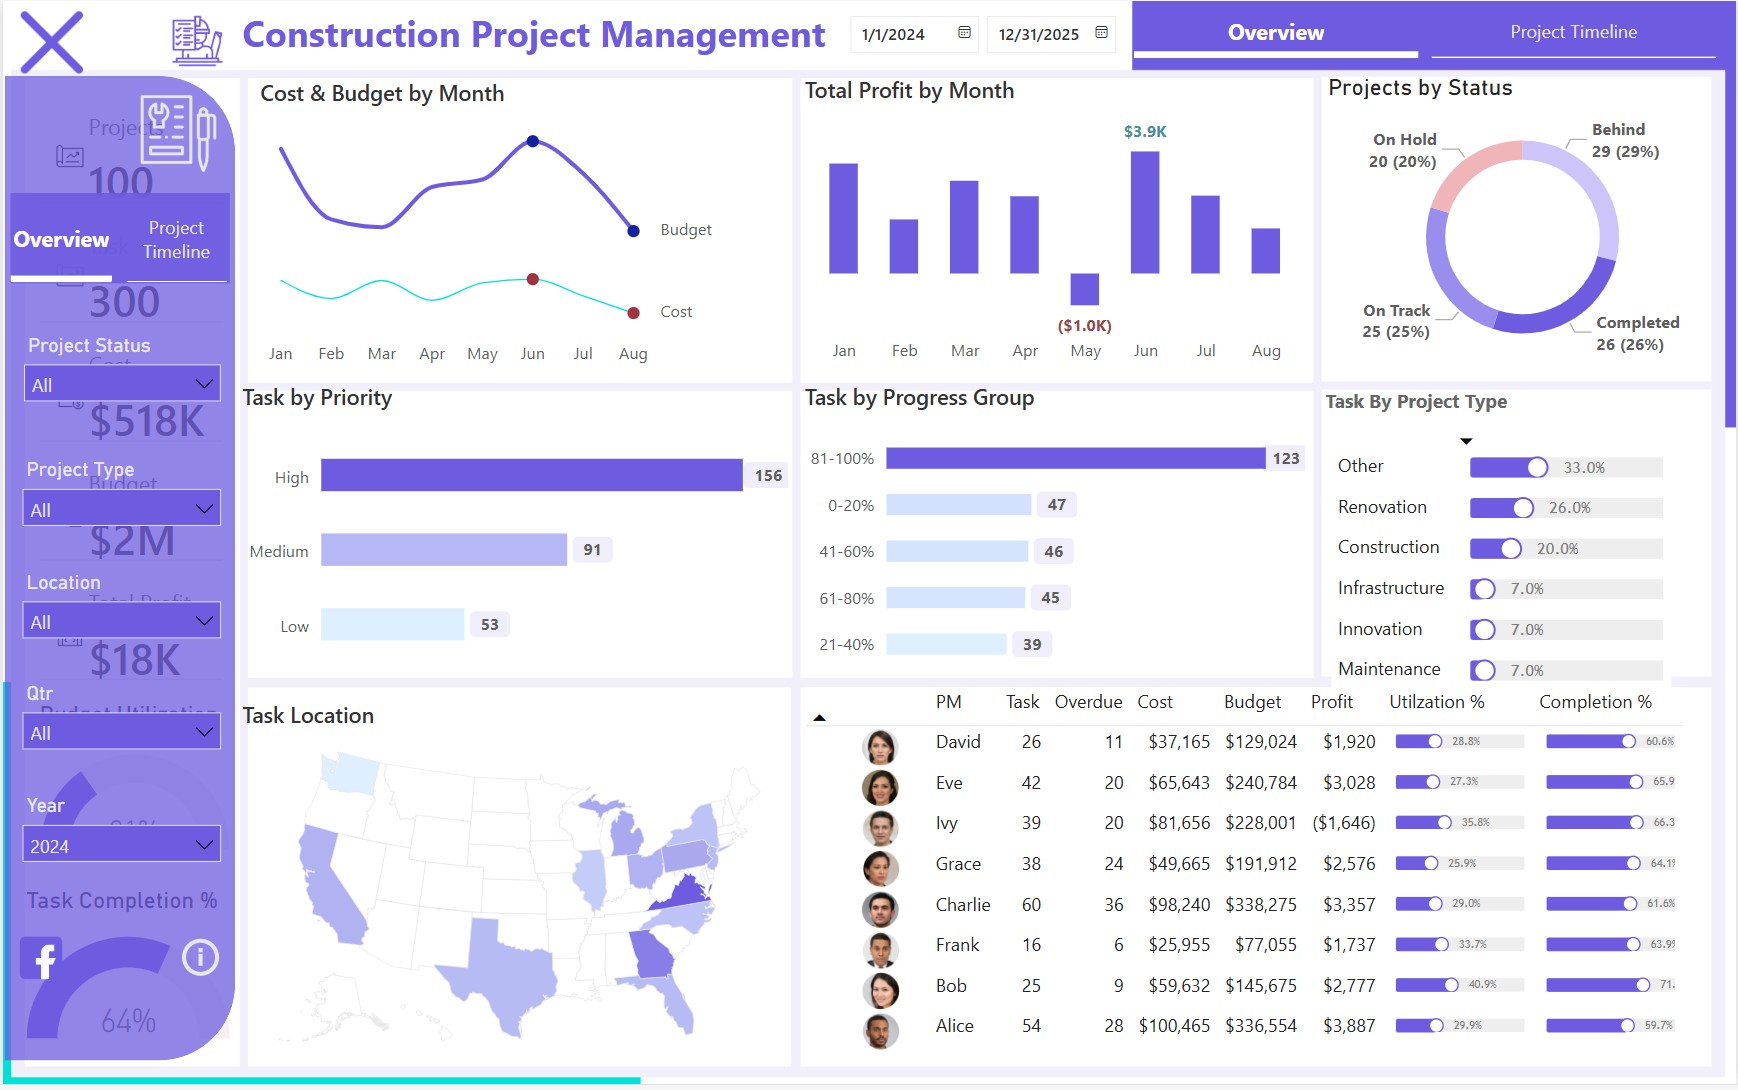 Construction Project Management
1/1/2024
12/31/2025
Overview
Project Timeline
Projects
100
Overview
Project
Timeline
300
Project Status
Cost
All
$518K
Project Type
Budget
All
$2M
Location
Total Profit
All
$18K
Qtr
Budget Utilization
All
Year
2024
Task Completion %
64%
Cost & Budget by Month
Budget
Cost
Jan Feb Mar Apr May Jun Jul Aug
Total Profit by Month
$3.9K
($1.0K)
Jan Feb Mar Apr May Jun Jul Aug
Projects by Status
On Hold
20 (20%)
Behind
29 (29%)
On Track
25 (25%)
Completed
26 (26%)
Task by Priority
High 156
Medium 91
Low 53
Task by Progress Group
81-100% 123
0-20% 47
41-60% 46
61-80% 45
21-40% 39
Task By Project Type
Other 33.0%
Renovation 26.0%
Construction 20.0%
Infrastructure 7.0%
Innovation 7.0%
Maintenance 7.0%
Task Location
PM Task Overdue Cost Budget Profit Utilzation % Completion %
David 26 11 $37,165 $129,024 $1,920 28.8% 60.6%
Eve 42 20 $65,643 $240,784 $3,028 27.3% 65.9
Ivy 39 20 $81,656 $228,001 ($1,646) 35.8% 66.3
Grace 38 24 $49,665 $191,912 $2,576 25.9% 64.1%
Charlie 60 36 $98,240 $338,275 $3,357 29.0% 61.6%
Frank 16 6 $25,955 $77,055 $1,737 33.7% 63.9%
Bob 25 9 $59,632 $145,675 $2,777 40.9% 71.
Alice 54 28 $100,465 $336,554 $3,887 29.9% 59.7%